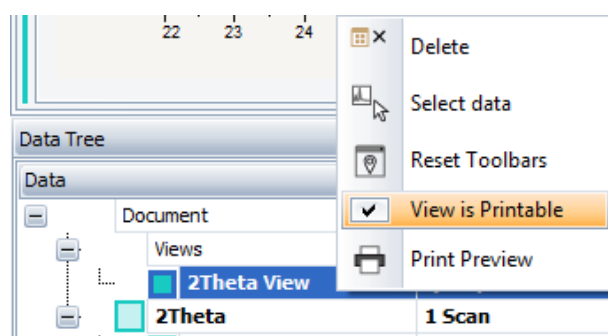 22 23 24
Delete
Select data
Reset Toolbars
View is Printable
Print Preview
Data Tree
Data
Document
Views
2Theta View
2Theta 1 Scan